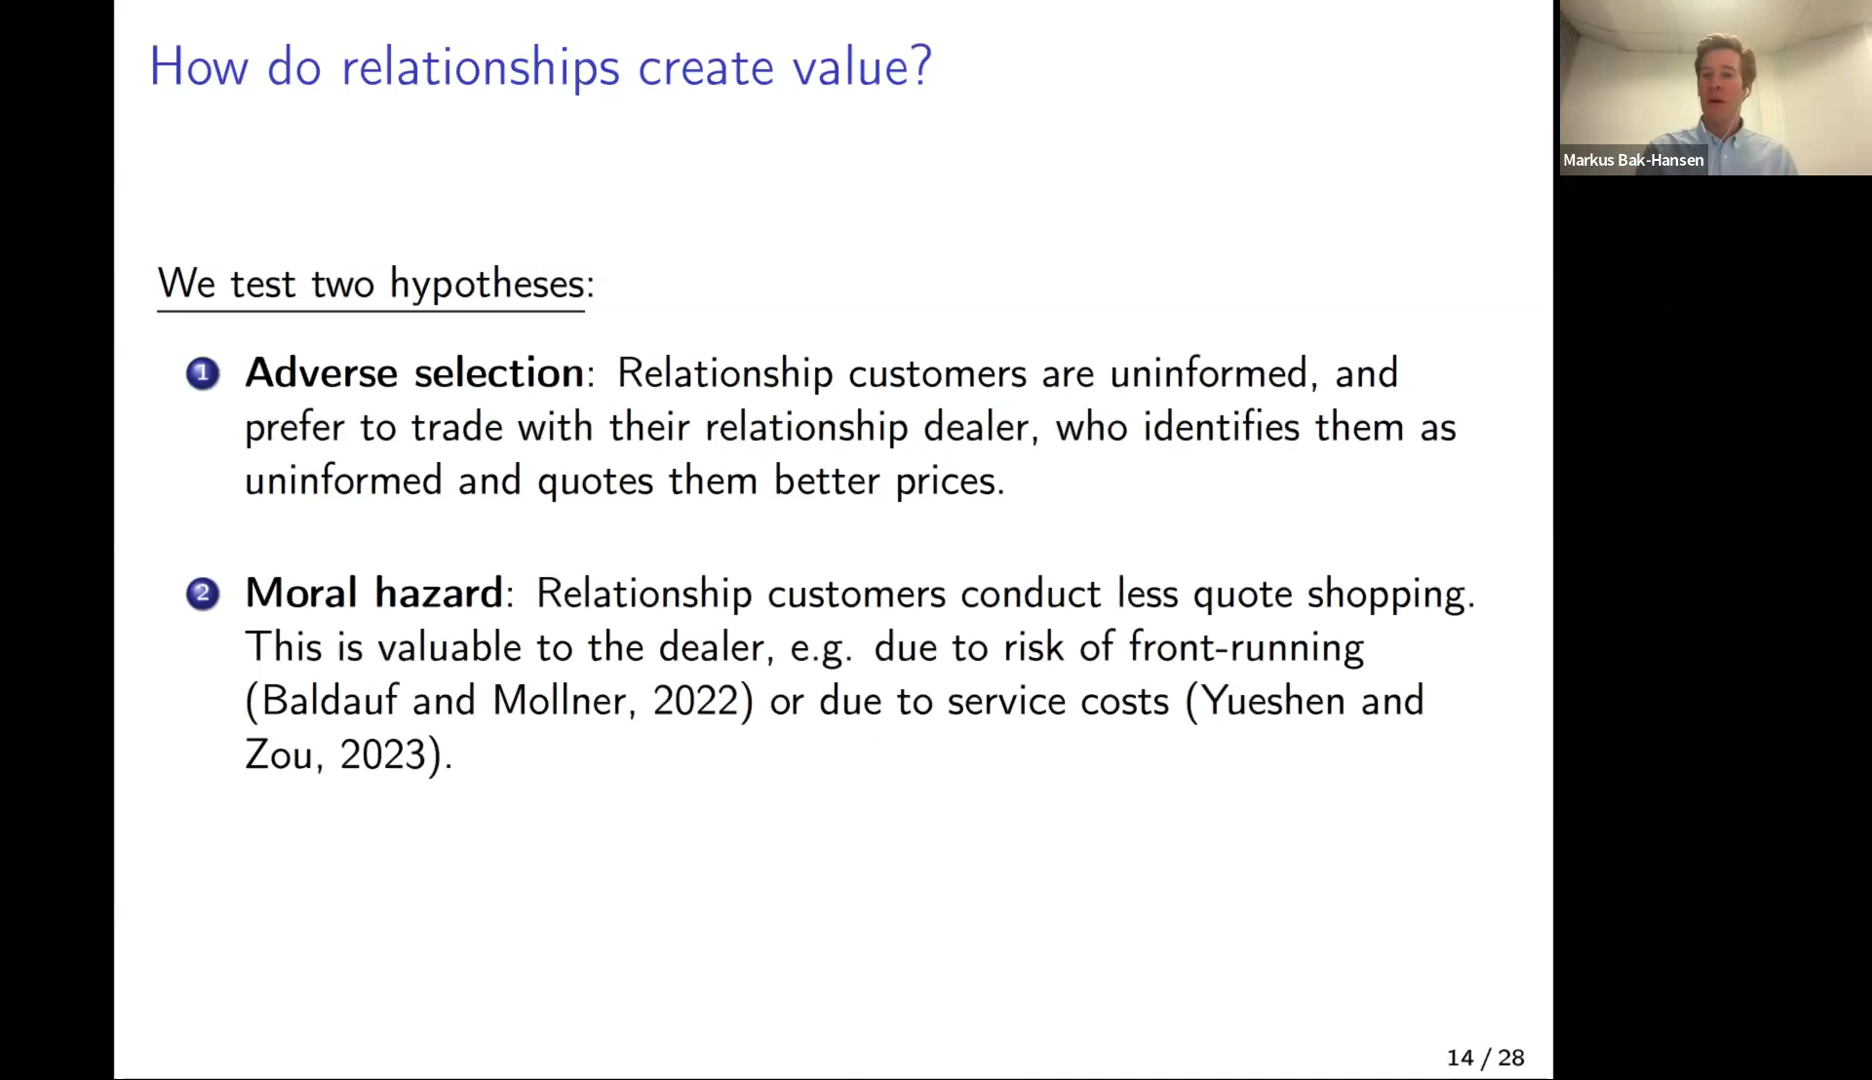 How do relationships create value?
Markus Bak-Hansen
We test two hypotheses:
1 Adverse selection: Relationship customers are uninformed, and
prefer to trade with their relationship dealer, who identifies them as
uninformed and quotes them better prices.
2 Moral hazard: Relationship customers conduct less quote shopping.
This is valuable to the dealer, e.g. due to risk of front-running
(Baldauf and Mollner, 2022) or due to service costs (Yueshen and
Zou, 2023).
14 / 28